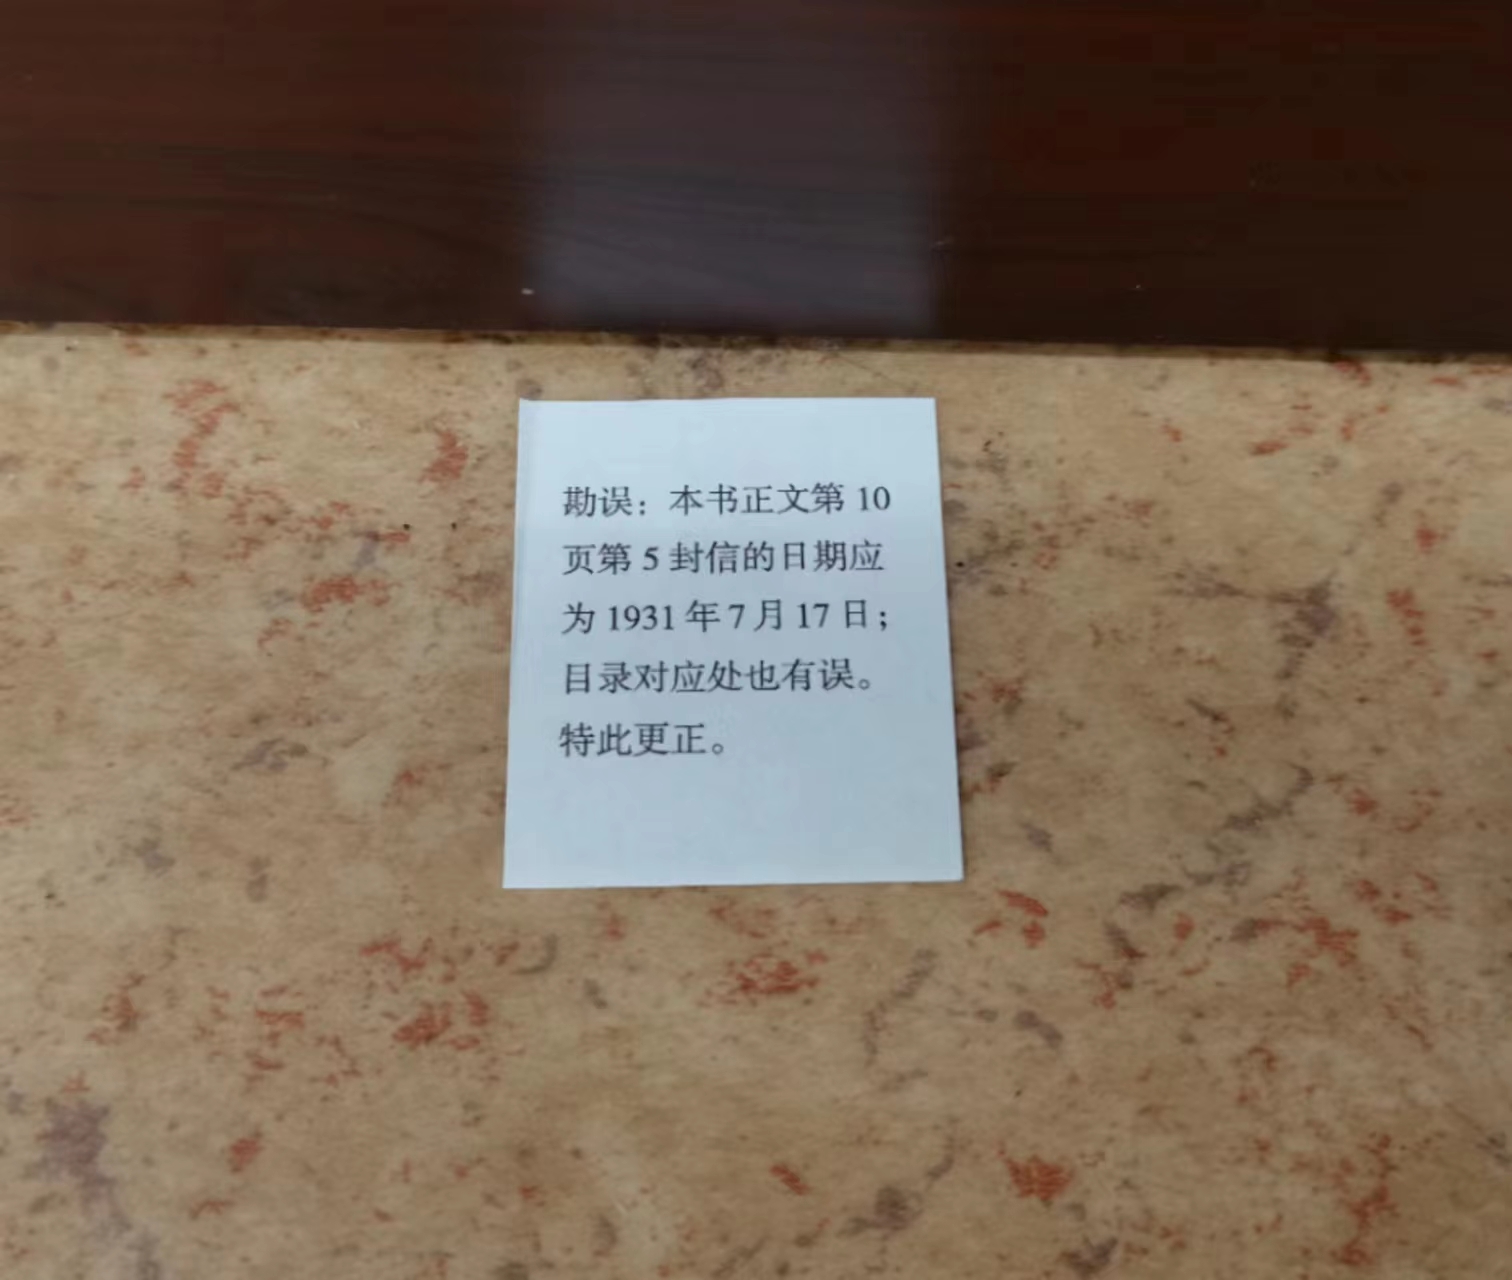 勘误：本书正文第 10
页第 5 封信的日期应
为 1931 年 7 月 17 日；
目录对应处也有误。
特此更正。